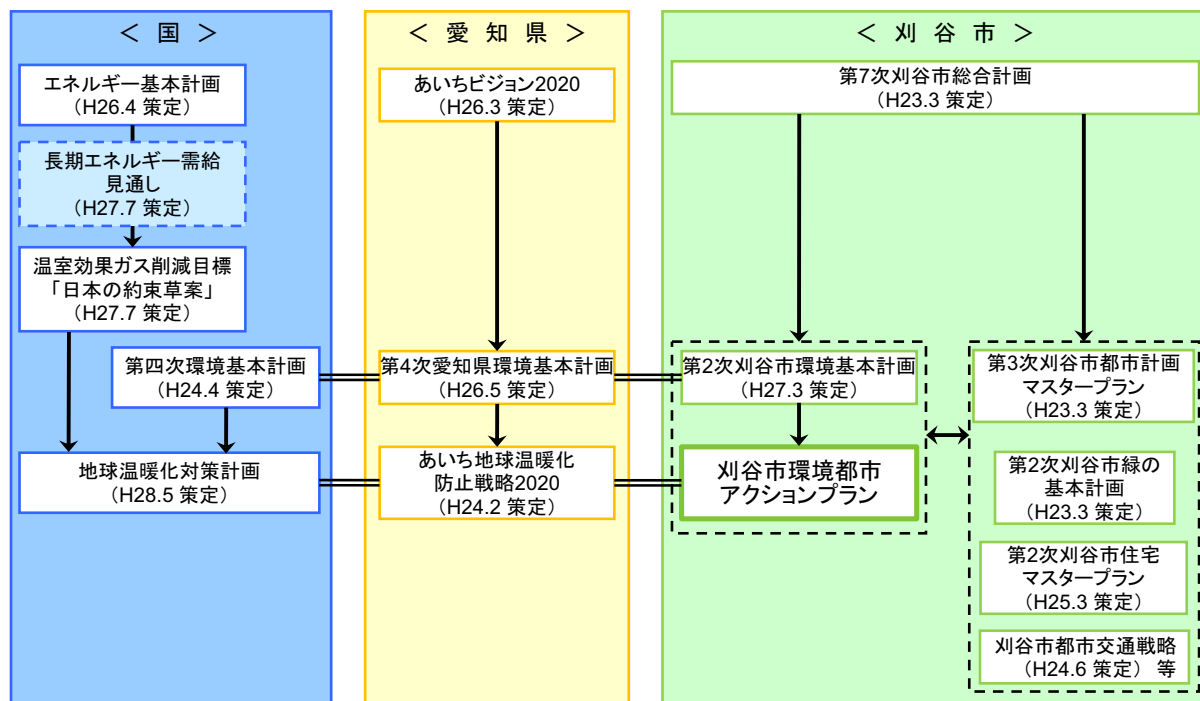 ＜ 国 ＞
エネルギー基本計画
（H26.4 策定）
長期エネルギー需給
見通し
（H27.7 策定）
温室効果ガス削減目標
「日本の約束草案」
（H27.7 策定）
第四次環境基本計画
（H24.4 策定）
地球温暖化対策計画
（H28.5 策定）
＜ 愛 知 県 ＞
あいちビジョン2020
（H26.3 策定）
第4次愛知県環境基本計画
（H26.5 策定）
あいち地球温暖化
防止戦略2020
（H24.2 策定）
＜ 刈 谷 市 ＞
第7次刈谷市総合計画
（H23.3 策定）
第2次刈谷市環境基本計画
（H27.3 策定）
刈谷市環境都市
アクションプラン
第3次刈谷市都市計画
マスタープラン
（H23.3 策定）
第2次刈谷市緑の
基本計画
（H23.3 策定）
第2次刈谷市住宅
マスタープラン
（H25.3 策定）
刈谷市都市交通戦略
（H24.6 策定） 等